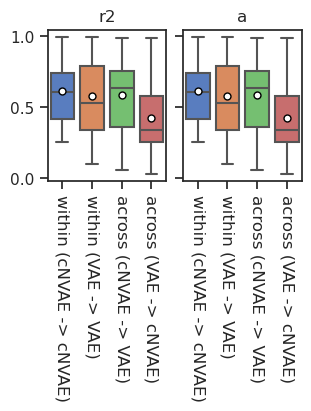 r2
a
1.0
0.5
0.0
within (cNVAE -> cNVAE)
within (VAE -> VAE)
across (cNVAE -> VAE)
across (VAE -> cNVAE)
within (cNVAE -> cNVAE)
within (VAE -> VAE)
across (cNVAE -> VAE)
across (VAE -> cNVAE)